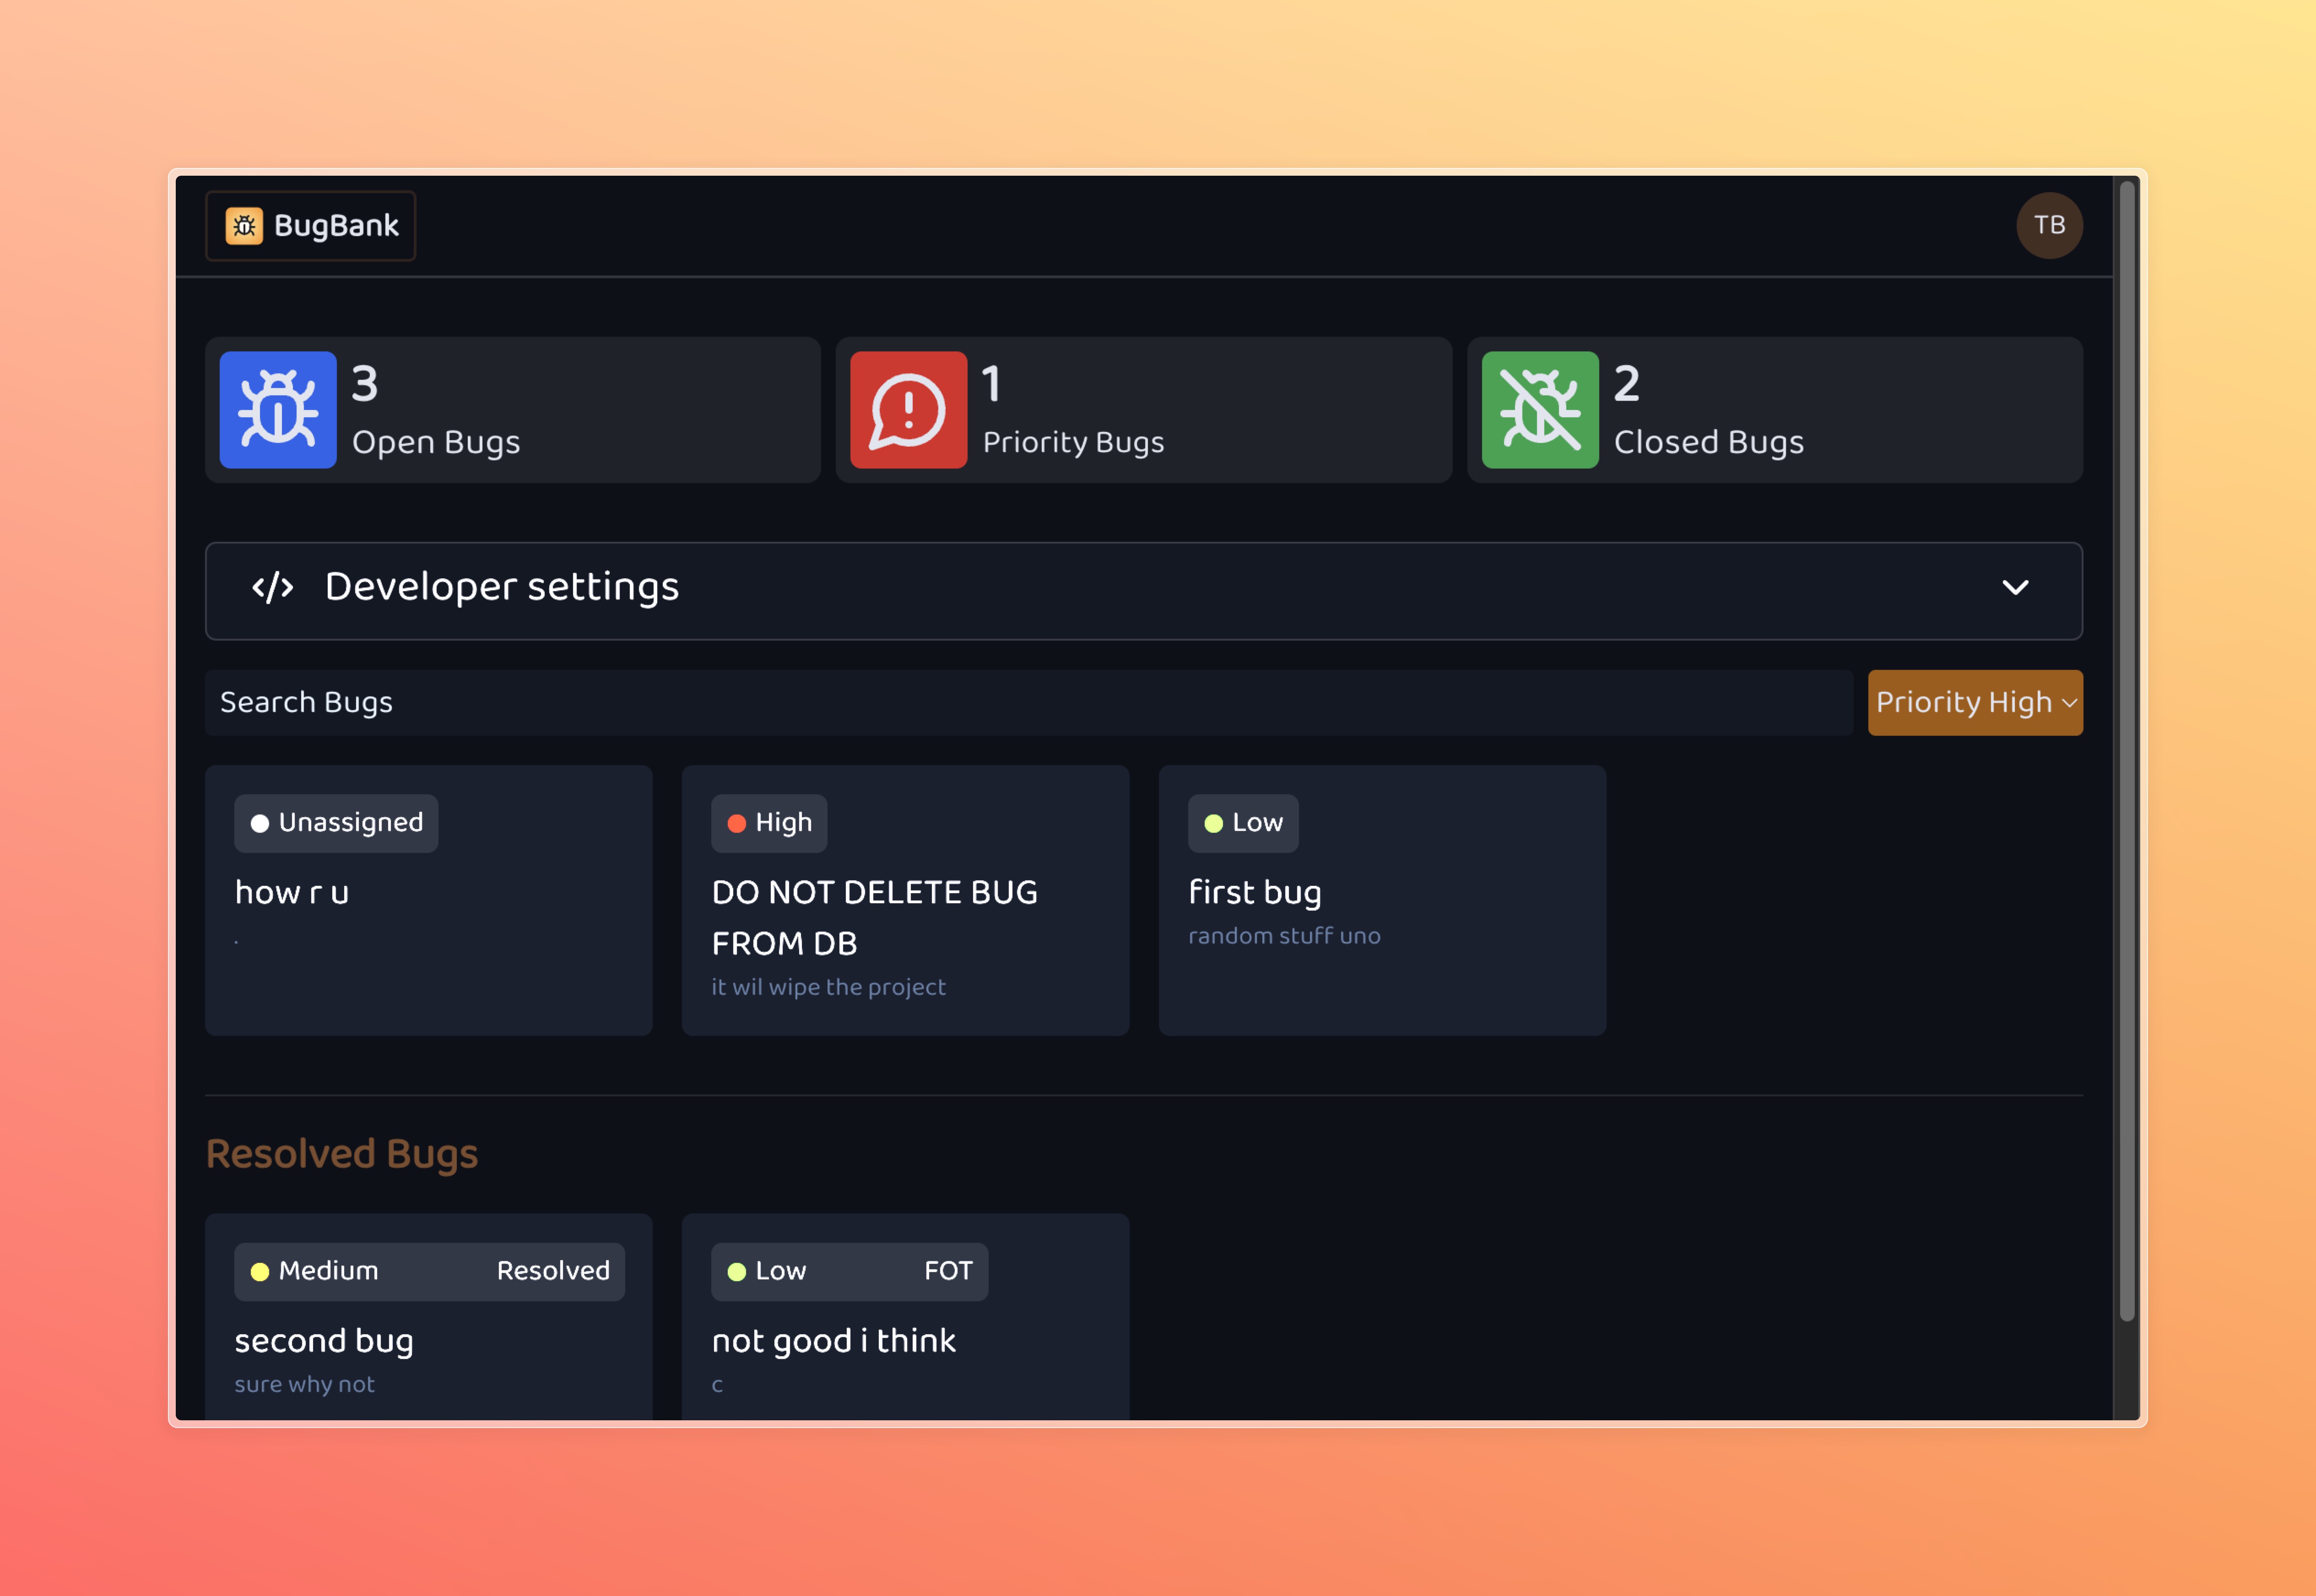 BugBank
TB
3
Open Bugs
1
Priority Bugs
2
Closed Bugs
</> Developer settings
Search Bugs
Priority High
Unassigned
how r u
.
High
DO NOT DELETE BUG
FROM DB
it wil wipe the project
Low
first bug
random stuff uno
Resolved Bugs
Medium Resolved
second bug
sure why not
Low FOT
not good i think
c